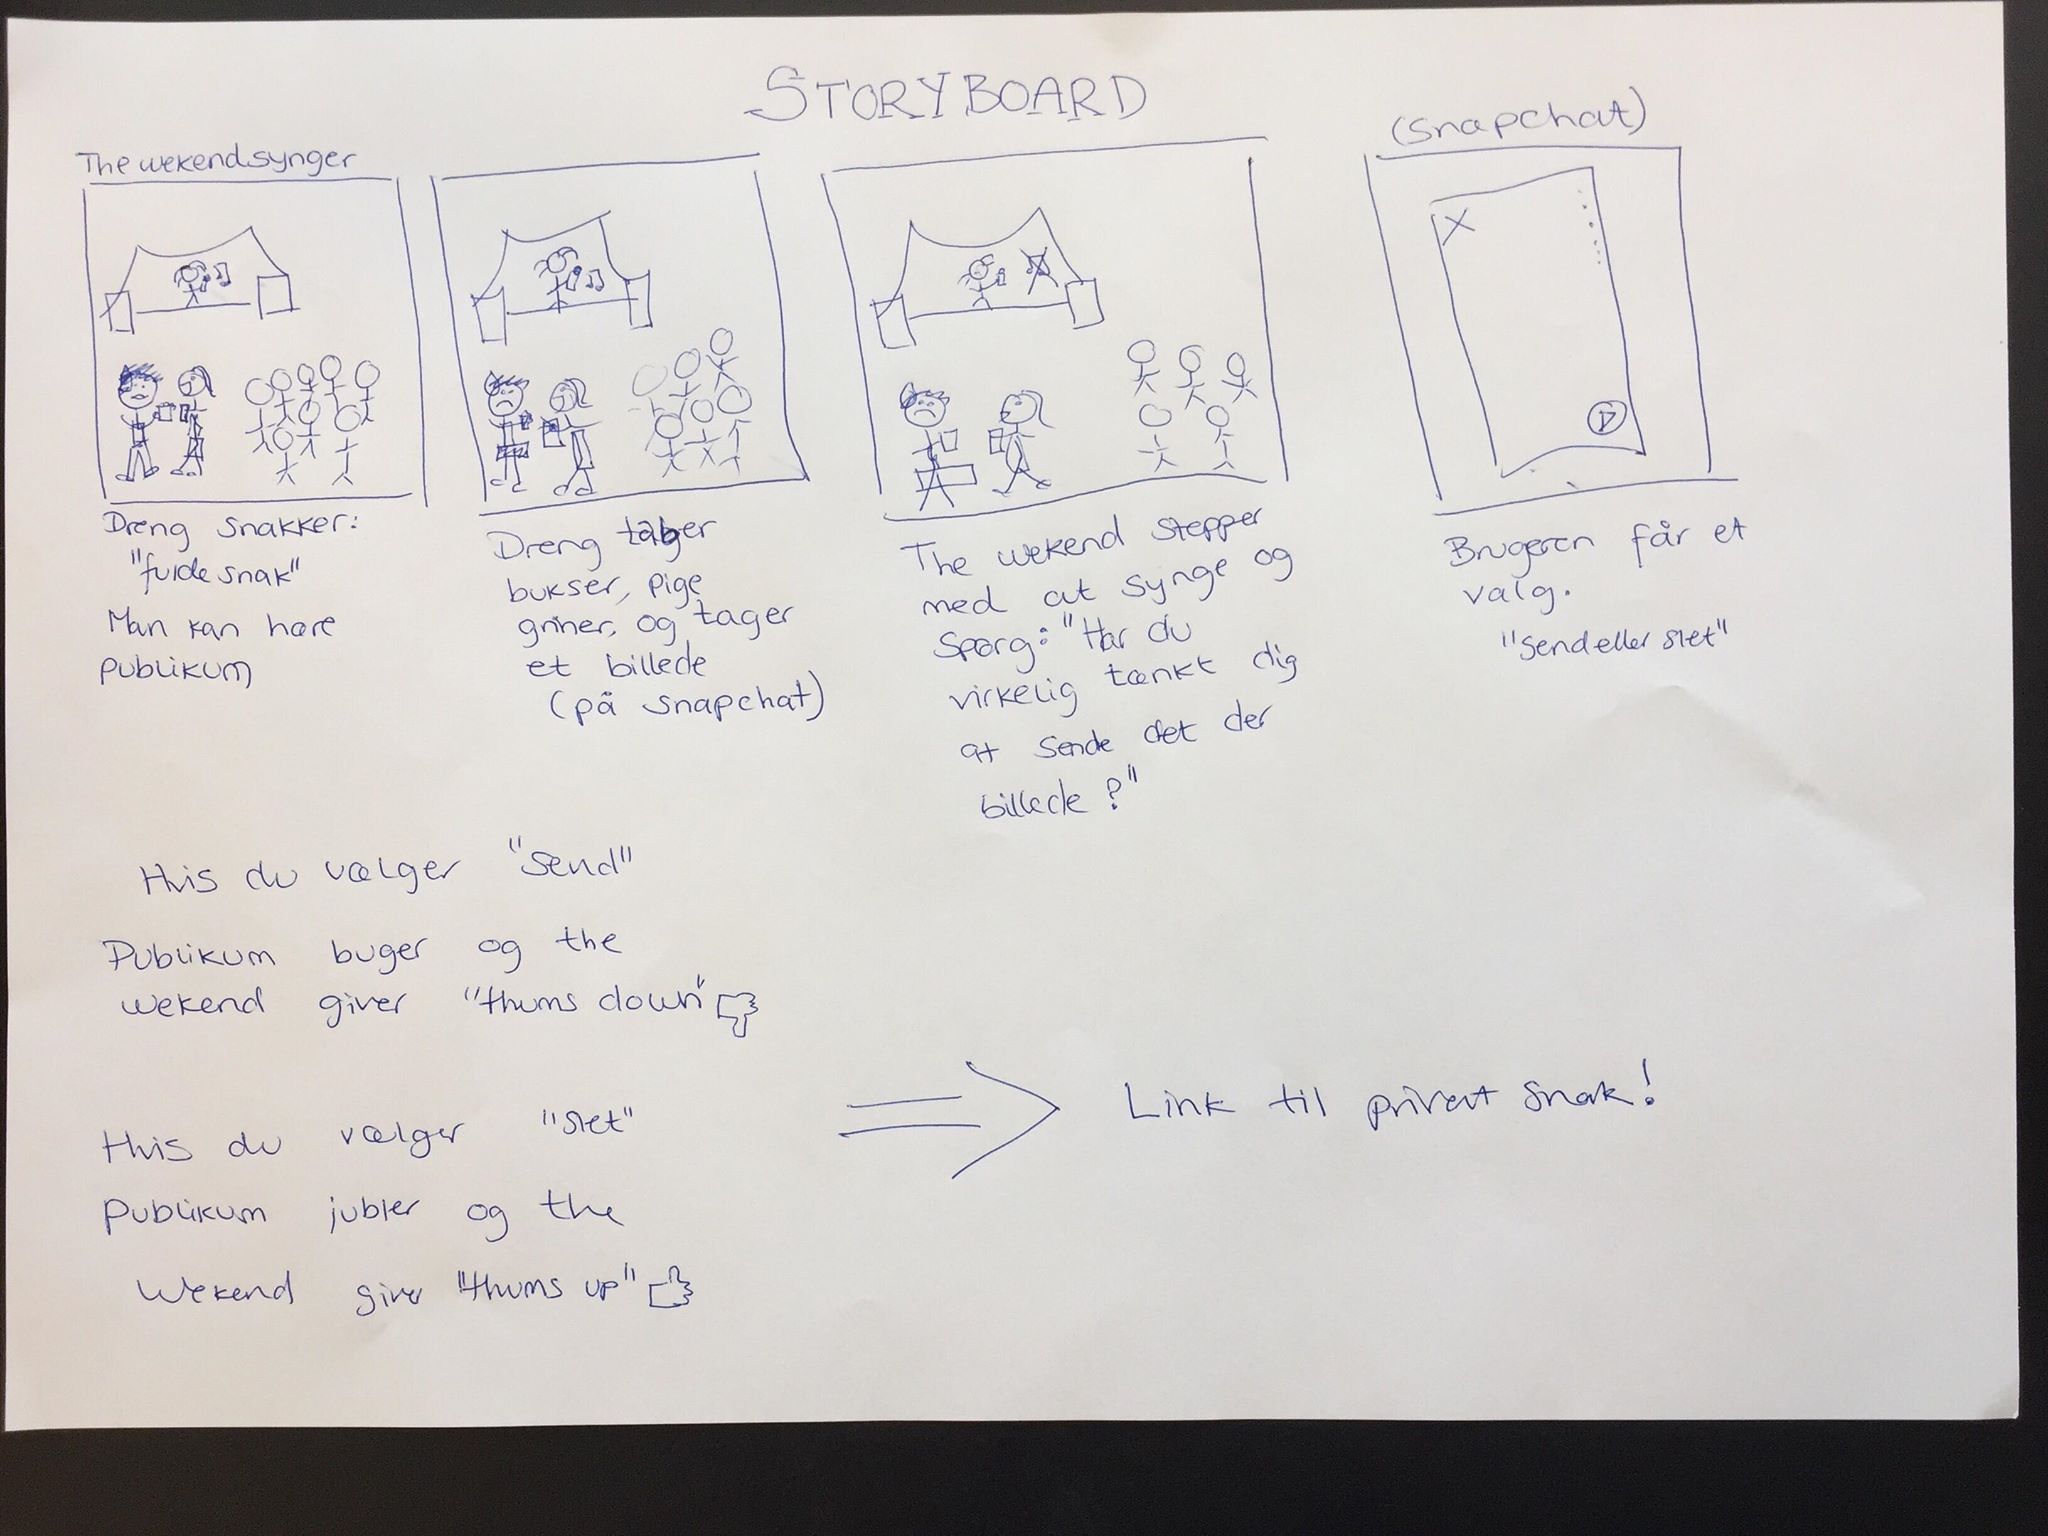 STORYBOARD
The wekend synger
(snapchat)
Dreng snakker:
"fulde snak"
Man kan høre
publikum
Dreng taber
bukser, pige
griner, og tager
et billede
(på snapchat)
The wekend stepper
med at synge og
Spørg: "Har du
virkelig tænkt dig
at sende det der
billede?"
Brugeren får et
valg.
"Send eller slet"
Hvis du vælger "Send"
Publikum buger og the
wekend giver "thums down"
Hvis du vælger "slet"
Publikum jubler og the
Wekend giver "thums up"
Link til privat snak!